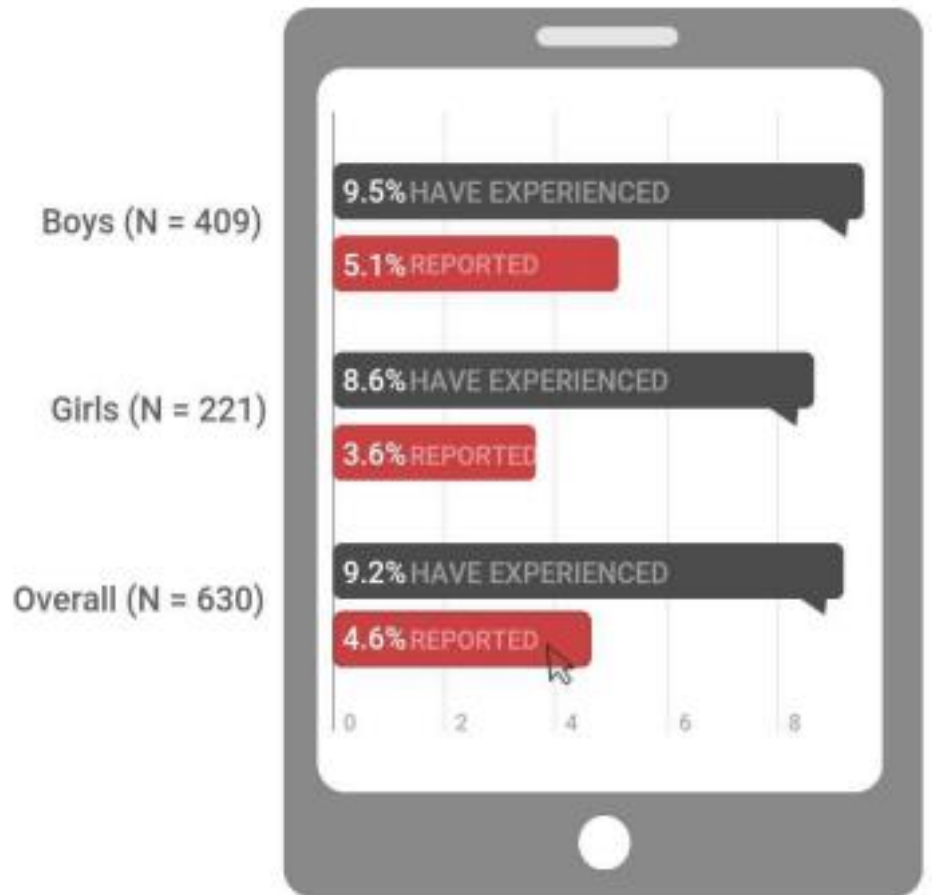 9.5% HAVE EXPERIENCED
Boys (N = 409)
5.1% REPORTED
8.6% HAVE EXPERIENCED
Girls (N = 221)
3.6% REPORTED
9.2% HAVE EXPERIENCED
Overall (N = 630)
4.6% REPORTED
0 2 4 6 8